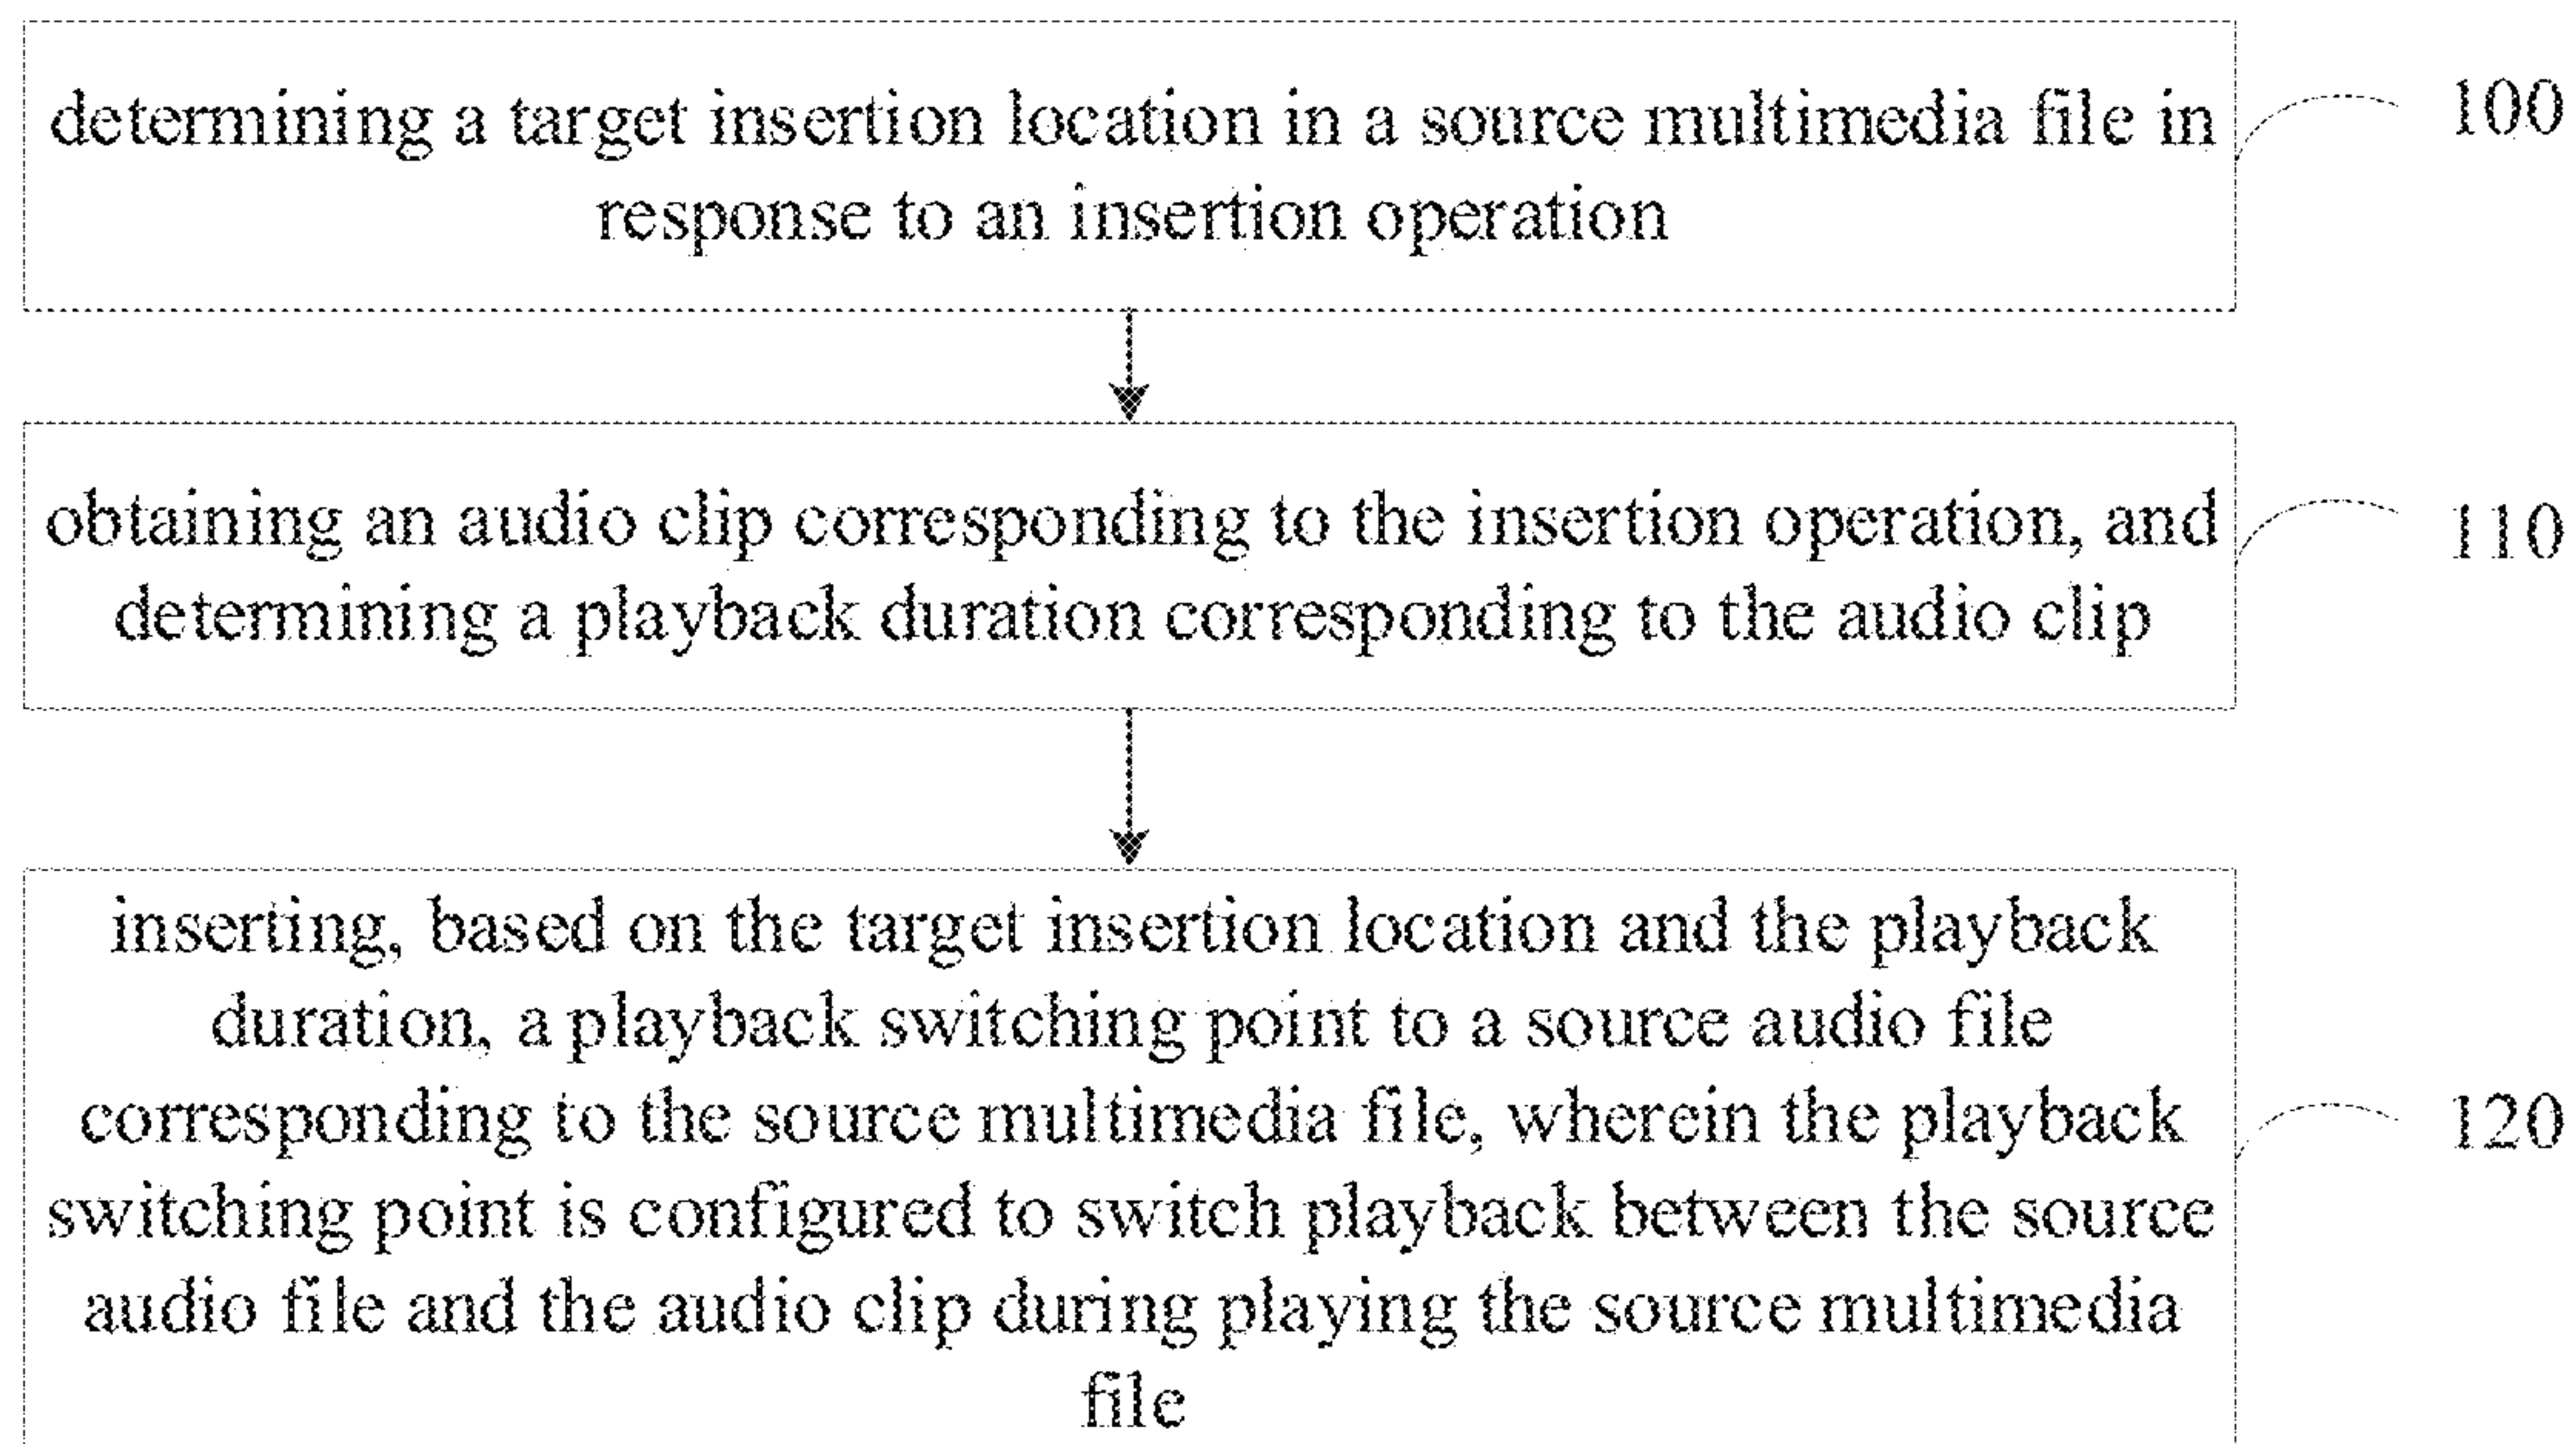 determining a target insertion location in a source multimedia file in
response to an insertion operation
100
obtaining an audio clip corresponding to the insertion operation, and
determining a playback duration corresponding to the audio clip
110
inserting, based on the target insertion location and the playback
duration, a playback switching point to a source audio file
corresponding to the source multimedia file, wherein the playback
switching point is configured to switch playback between the source
audio file and the audio clip during playing the source multimedia
file
120